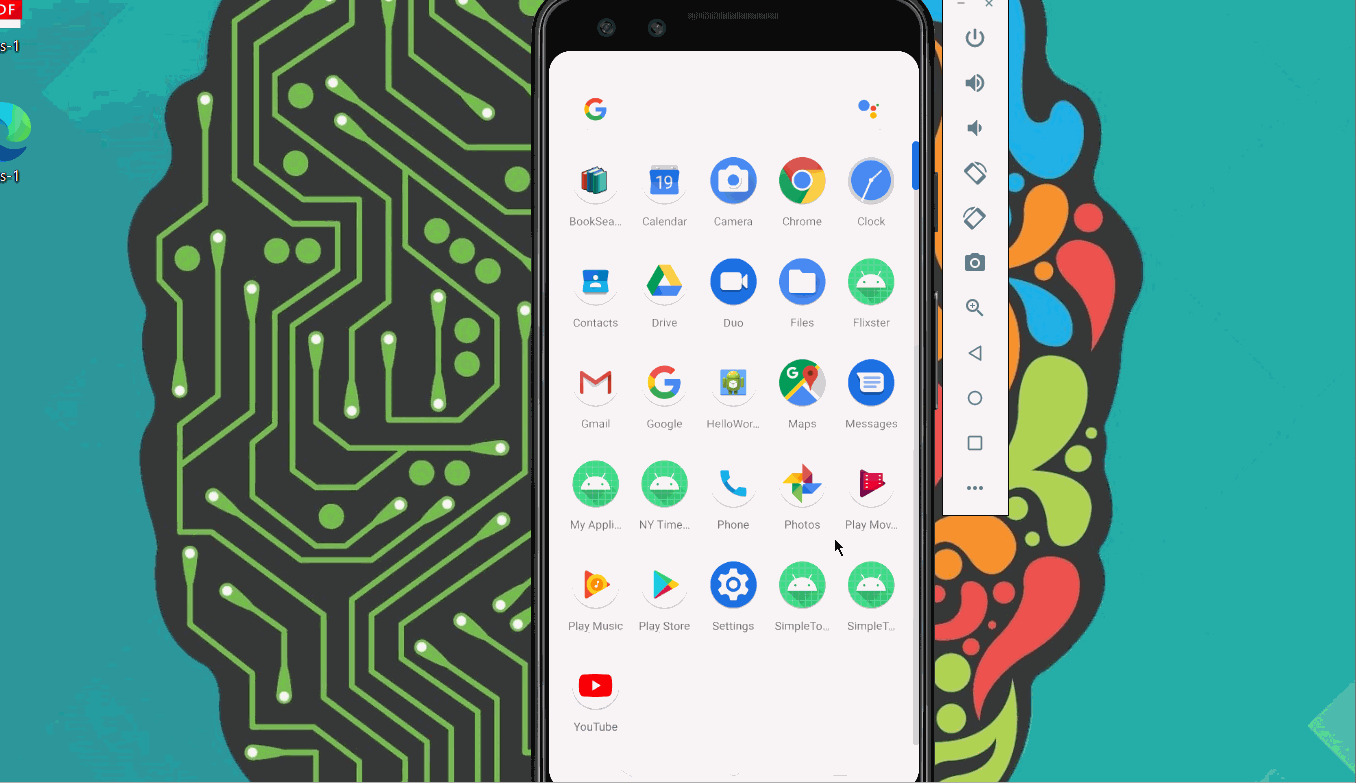 DF
s-1
s-1
BookSea...
19
Calendar
Camera
Chrome
Clock
Contacts
Drive
Duo
Files
Flixster
Gmail
Google
HelloWor...
G
Maps
Messages
My Appli...
NY Time...
Phone
Photos
Play Mov...
Play Music
Play Store
Settings
SimpleTo...
SimpleT...
YouTube